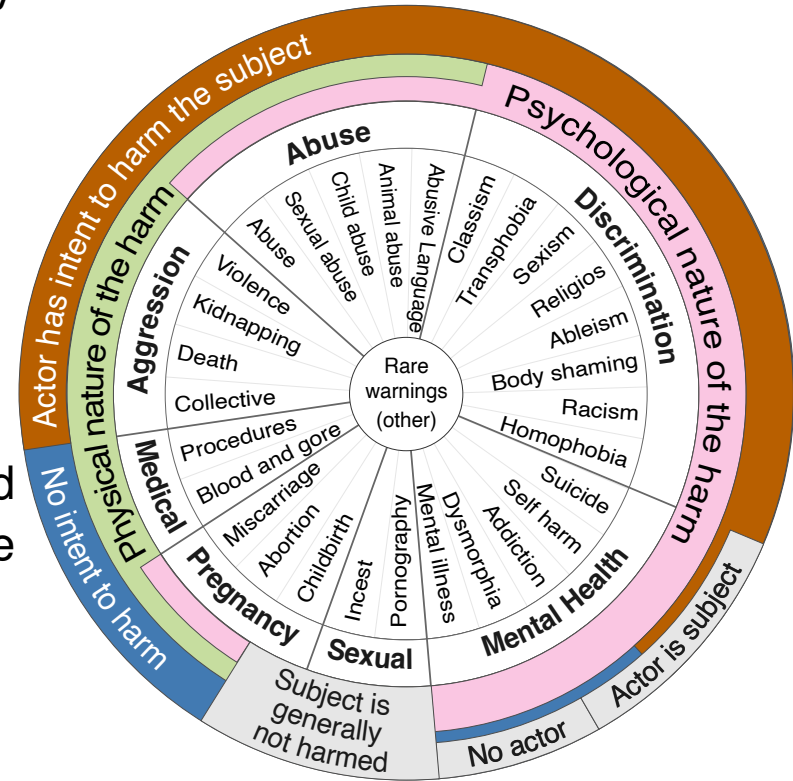 Actor has intent to harm the subject
Physical nature of the harm
Psychological nature of the harm
Abuse
Abuse
Sexual abuse
Child abuse
Animal abuse
Abusive Language
Discrimination
Classism
Transphobia
Sexism
Religios
Ableism
Body shaming
Racism
Homophobia
Mental Health
Suicide
Self harm
Addiction
Dysmorphia
Mental illness
Sexual
Pornography
Incest
Pregnancy
Childbirth
Abortion
Miscarriage
Medical
Blood and gore
Procedures
Aggression
Collective
Death
Kidnapping
Violence
Rare
warnings
(other)
No intent to harm
Subject is
generally
not harmed
No actor
Actor is subject